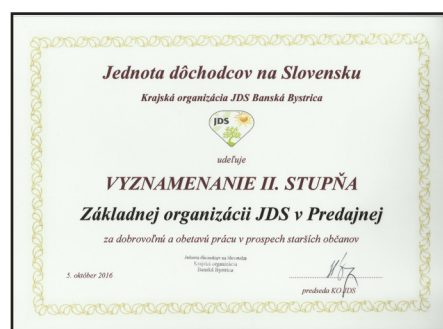 Jednota dôchodcov na Slovensku
Krajská organizácia JDS Banská Bystrica
JDS
udeľuje
VYZNAMENANIE II. STUPŇA
Základnej organizácii JDS v Predajnej
za dobrovoľnú a obetavú prácu v prospech starších občanov
Jednota dôchodcov na Slovensku
Krajská organizácia
Banská Bystrica
5. október 2016
predseda KO JDS